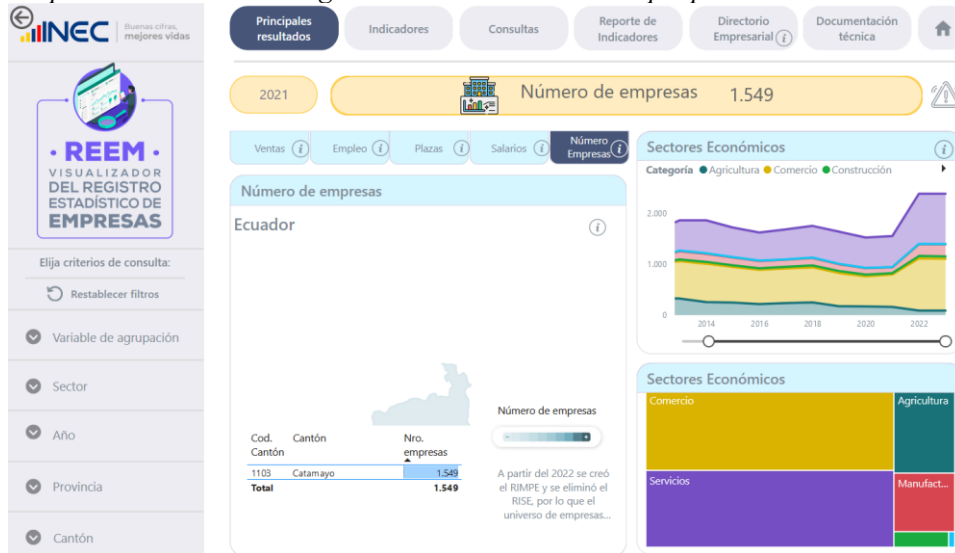 INEC
Buenas cifras,
mejores vidas
Principales
resultados
Indicadores
Consultas
Reporte de
Indicadores
Directorio
Empresarial
Documentación
técnica
2021
Número de empresas 1.549
• REEM •
VISUALIZADOR
DEL REGISTRO
ESTADÍSTICO DE
EMPRESAS
Elija criterios de consulta:
Restablecer filtros
Variable de agrupación
Sector
Año
Provincia
Cantón
Ventas
Empleo
Plazas
Salarios
Número
Empresas
Número de empresas
Ecuador
Número de empresas
- +
Cod.
Cantón
Cantón
Nro.
empresas
1103 Catamayo 1.549
Total 1.549
A partir del 2022 se creó
el RIMPE y se eliminó el
RISE, por lo que el
universo de empresas...
Sectores Económicos
Categoría Agricultura Comercio Construcción
2.000
1.000
0
2014 2016 2018 2020 2022
Sectores Económicos
Comercio
Agricultura
Servicios
Manufact...